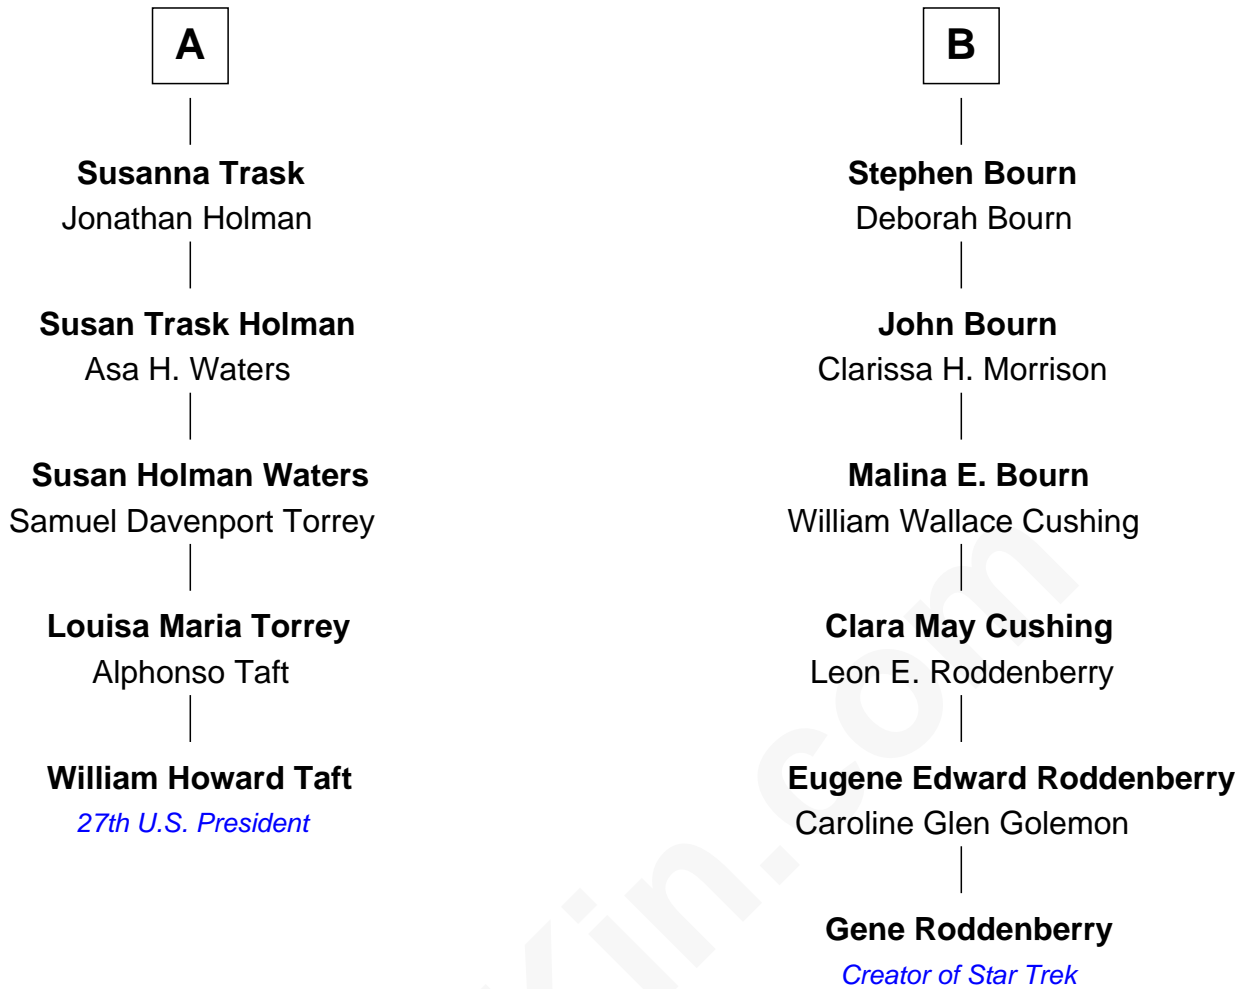 A
Susanna Trask
Jonathan Holman
Susan Trask Holman
Asa H. Waters
Susan Holman Waters
Samuel Davenport Torrey
Louisa Maria Torrey
Alphonso Taft
William Howard Taft
27th U.S. President
B
Stephen Bourn
Deborah Bourn
John Bourn
Clarissa H. Morrison
Malina E. Bourn
William Wallace Cushing
Clara May Cushing
Leon E. Roddenberry
Eugene Edward Roddenberry
Caroline Glen Golemon
Gene Roddenberry
Creator of Star Trek